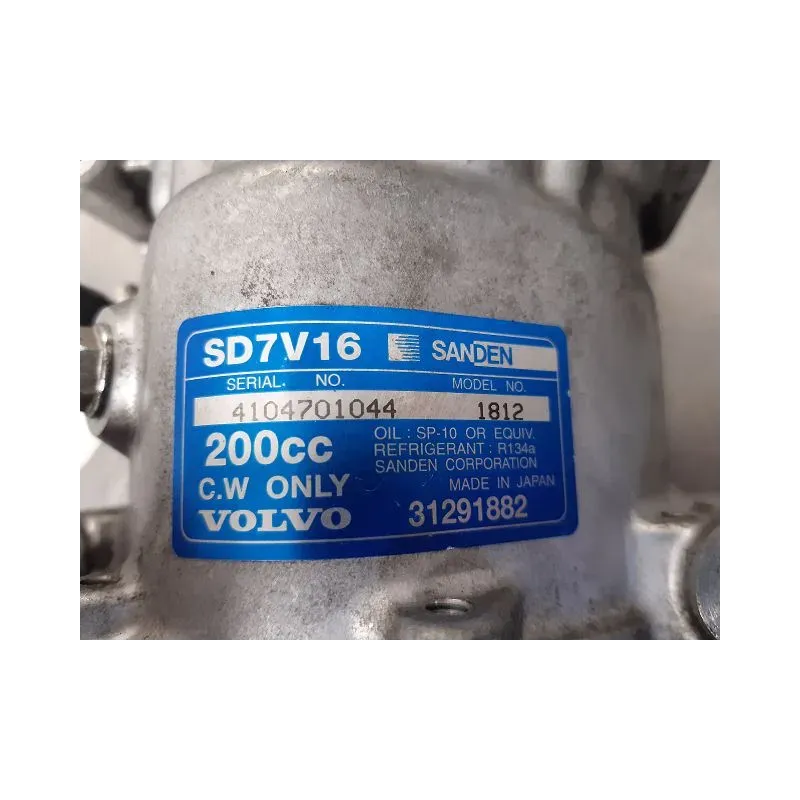 SD7V16 SANDEN
SERIAL. NO. MODEL NO.
4104701044 1812
200cc OIL : SP-10 OR EQUIV.
REFRIGERANT : R134a
SANDEN CORPORATION
C.W ONLY MADE IN JAPAN
VOLVO 31291882